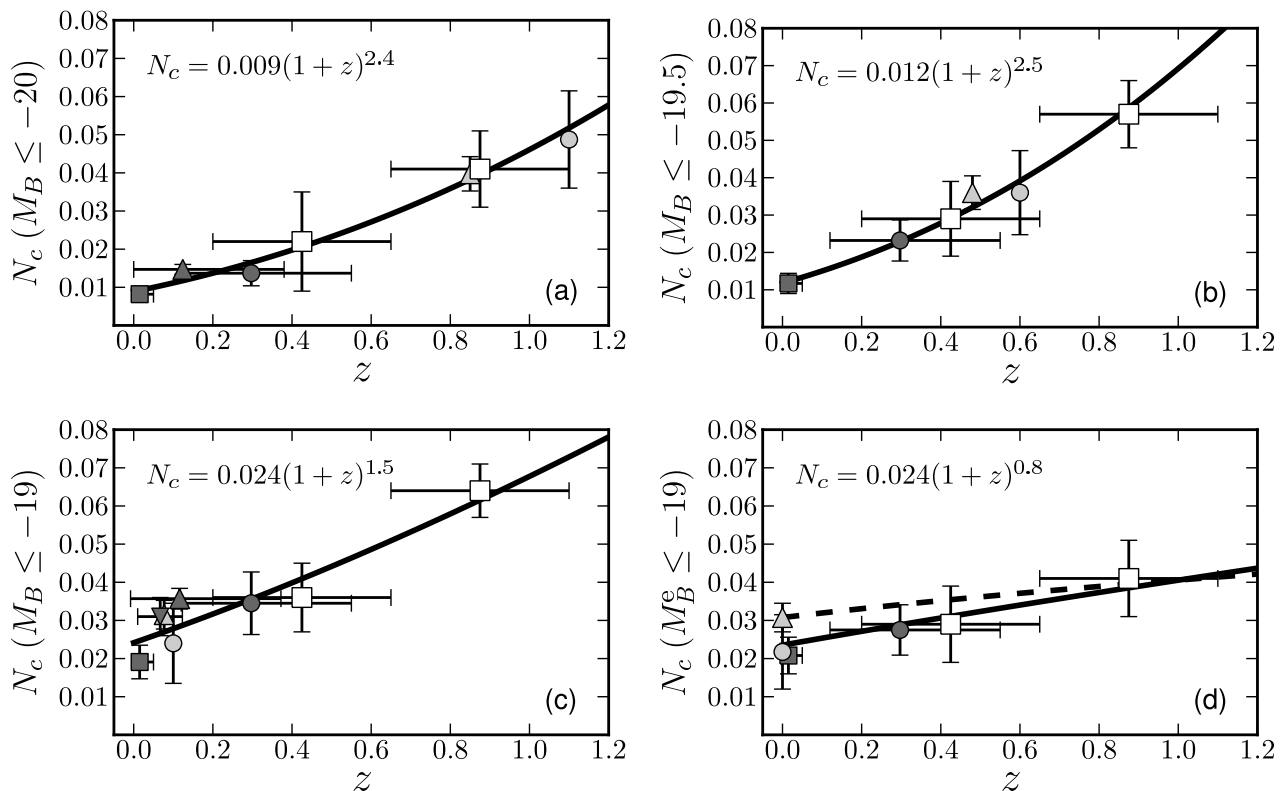 N_c (M_B ≤ −20)
0.08
0.07
0.06
0.05
0.04
0.03
0.02
0.01
N_c = 0.009(1 + z)^2.4
(a)
0.0 0.2 0.4 0.6 0.8 1.0 1.2
z
N_c (M_B ≤ −19.5)
0.08
0.07
0.06
0.05
0.04
0.03
0.02
0.01
N_c = 0.012(1 + z)^2.5
(b)
0.0 0.2 0.4 0.6 0.8 1.0 1.2
z
N_c (M_B ≤ −19)
0.08
0.07
0.06
0.05
0.04
0.03
0.02
0.01
N_c = 0.024(1 + z)^1.5
(c)
0.0 0.2 0.4 0.6 0.8 1.0 1.2
z
N_c (M_B^e ≤ −19)
0.08
0.07
0.06
0.05
0.04
0.03
0.02
0.01
N_c = 0.024(1 + z)^0.8
(d)
0.0 0.2 0.4 0.6 0.8 1.0 1.2
z